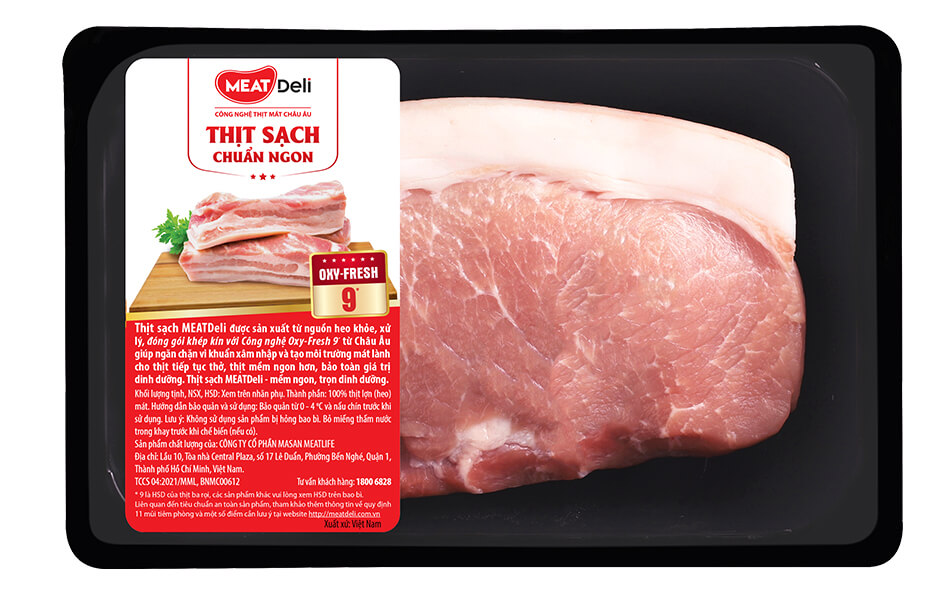 MEAT Deli
CÔNG NGHỆ THỊT MÁT CHÂU ÂU
THỊT SẠCH
CHUẨN NGON
OXY-FRESH
9*
Thịt sạch MEATDeli được sản xuất từ nguồn heo khỏe, xử
lý, đóng gói khép kín với Công nghệ Oxy-Fresh 9* từ Châu Âu
giúp ngăn chặn vi khuẩn xâm nhập và tạo môi trường mát lành
cho thịt tiếp tục thở, thịt mềm ngon hơn, bảo toàn giá trị
dinh dưỡng. Thịt sạch MEATDeli - mềm ngon, trọn dinh dưỡng.
Khối lượng tịnh, NSX, HSD: Xem trên nhãn phụ. Thành phần: 100% thịt lợn (heo)
mát. Hướng dẫn bảo quản và sử dụng: Bảo quản từ 0 - 4 ºC và nấu chín trước khi
sử dụng. Lưu ý: Không sử dụng sản phẩm bị hỏng bao bì. Bỏ miếng thấm nước
trong khay trước khi chế biến (nếu có).
Sản phẩm chất lượng của: CÔNG TY CỔ PHẦN MASAN MEATLIFE
Địa chỉ: Lầu 10, Tòa nhà Central Plaza, số 17 Lê Duẩn, Phường Bến Nghé, Quận 1,
Thành phố Hồ Chí Minh, Việt Nam.
TCCS 04:2021/MML, BNMC00612 Tư vấn khách hàng: 1800 6828
* 9 là HSD của thịt ba rọi, các sản phẩm khác vui lòng xem HSD trên bao bì.
Liên quan đến tiêu chuẩn an toàn sản phẩm, tham khảo thêm thông tin về quy định
11 mũi tiêm phòng và một số điểm cần lưu ý tại website http://meatdeli.com.vn
Xuất xứ: Việt Nam